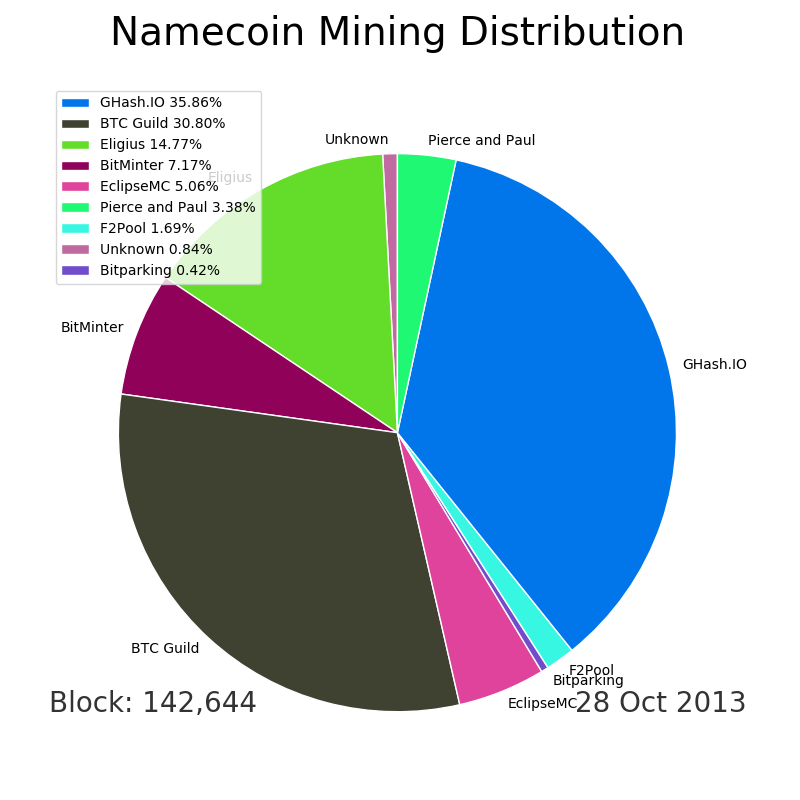 Namecoin Mining Distribution
GHash.IO 35.86%
BTC Guild 30.80%
Eligius 14.77%
BitMinter 7.17%
EclipseMC 5.06%
Pierce and Paul 3.38%
F2Pool 1.69%
Unknown 0.84%
Bitparking 0.42%
Unknown
Pierce and Paul
Eligius
BitMinter
GHash.IO
BTC Guild
F2Pool
Bitparking
EclipseMC
Block: 142,644
28 Oct 2013